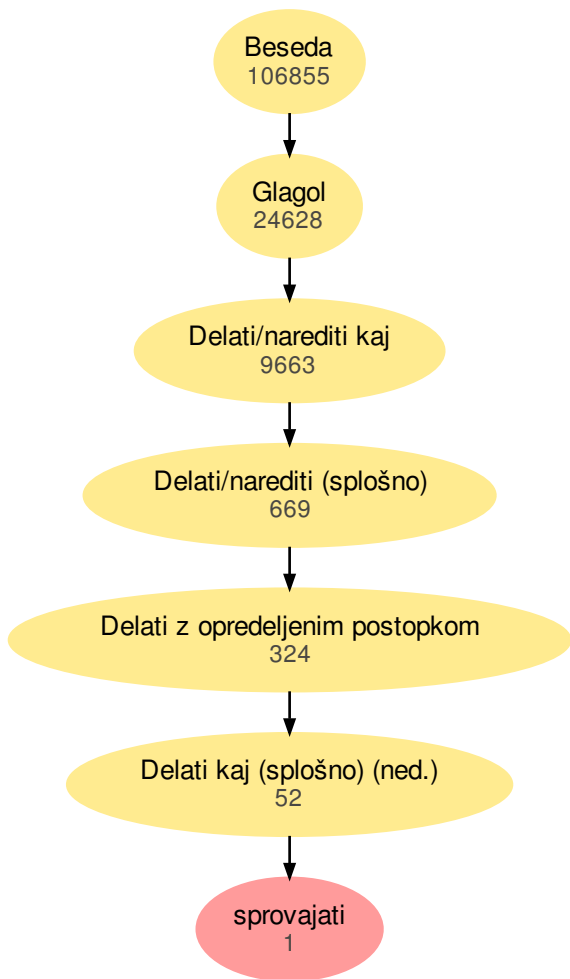 Beseda
106855
Glagol
24628
Delati/narediti kaj
9663
Delati/narediti (splošno)
669
Delati z opredeljenim postopkom
324
Delati kaj (splošno) (ned.)
52
sprovajati
1